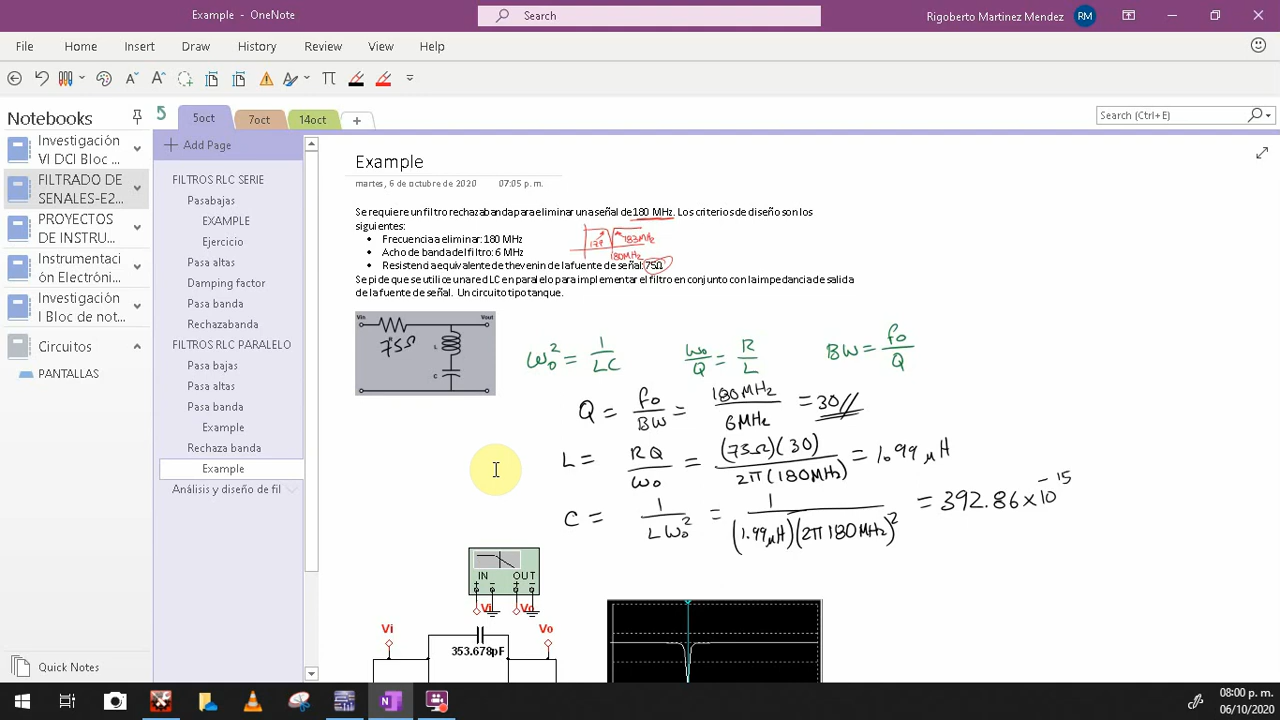 Example - OneNote
Search
Rigoberto Martinez Mendez
RM
File
Home
Insert
Draw
History
Review
View
Help
Notebooks
5oct
7oct
14oct
Search (Ctrl+E)
Investigación
VI DCI Bloc ...
FILTRADO DE
SENALES-E2...
PROYECTOS
DE INSTRU...
Instrumentaci
ón Electróni
Investigación
I Bloc de not...
Circuitos
PANTALLAS
Quick Notes
Add Page
FILTROS RLC SERIE
Pasabajas
EXAMPLE
Ejercicio
Pasa altas
Damping factor
Pasa banda
Rechazabanda
FILTROS RLC PARALELO
Pasa bajas
Pasa altas
Pasa banda
Example
Rechaza banda
Example
Análisis y diseño de fil
Example
martes, 6 de octubre de 2020 07:05 p. m.
Se requiere un filtro rechazabanda para eliminar una señal de 180 MHz. Los criterios de diseño son los
siguientes:
• Frecuencia a eliminar: 180 MHz
• Acho de banda del filtro: 6 MHz
• Resistencia equivalente de thevenin de la fuente de señal: 75Ω
177 183MHz
180MHz
Se pide que se utilice una red LC en paralelo para implementar el filtro en conjunto con la impedancia de salida
de la fuente de señal. Un circuito tipo tanque.
Vin Vout
75Ω L
C
ω₀² = 1/LC ω₀/Q = R/L BW = f₀/Q
Q = f₀/BW = 180MHz/6MHz = 30//
L = RQ/ω₀ = (75Ω)(30)/2π(180MHz) = 1.99 μH
C = 1/Lω₀² = 1/(1.99μH)(2π180MHz)² = 392.86×10⁻¹⁵
IN OUT
Vi Vo
Vi Vo
353.678pF
08:00 p. m.
06/10/2020